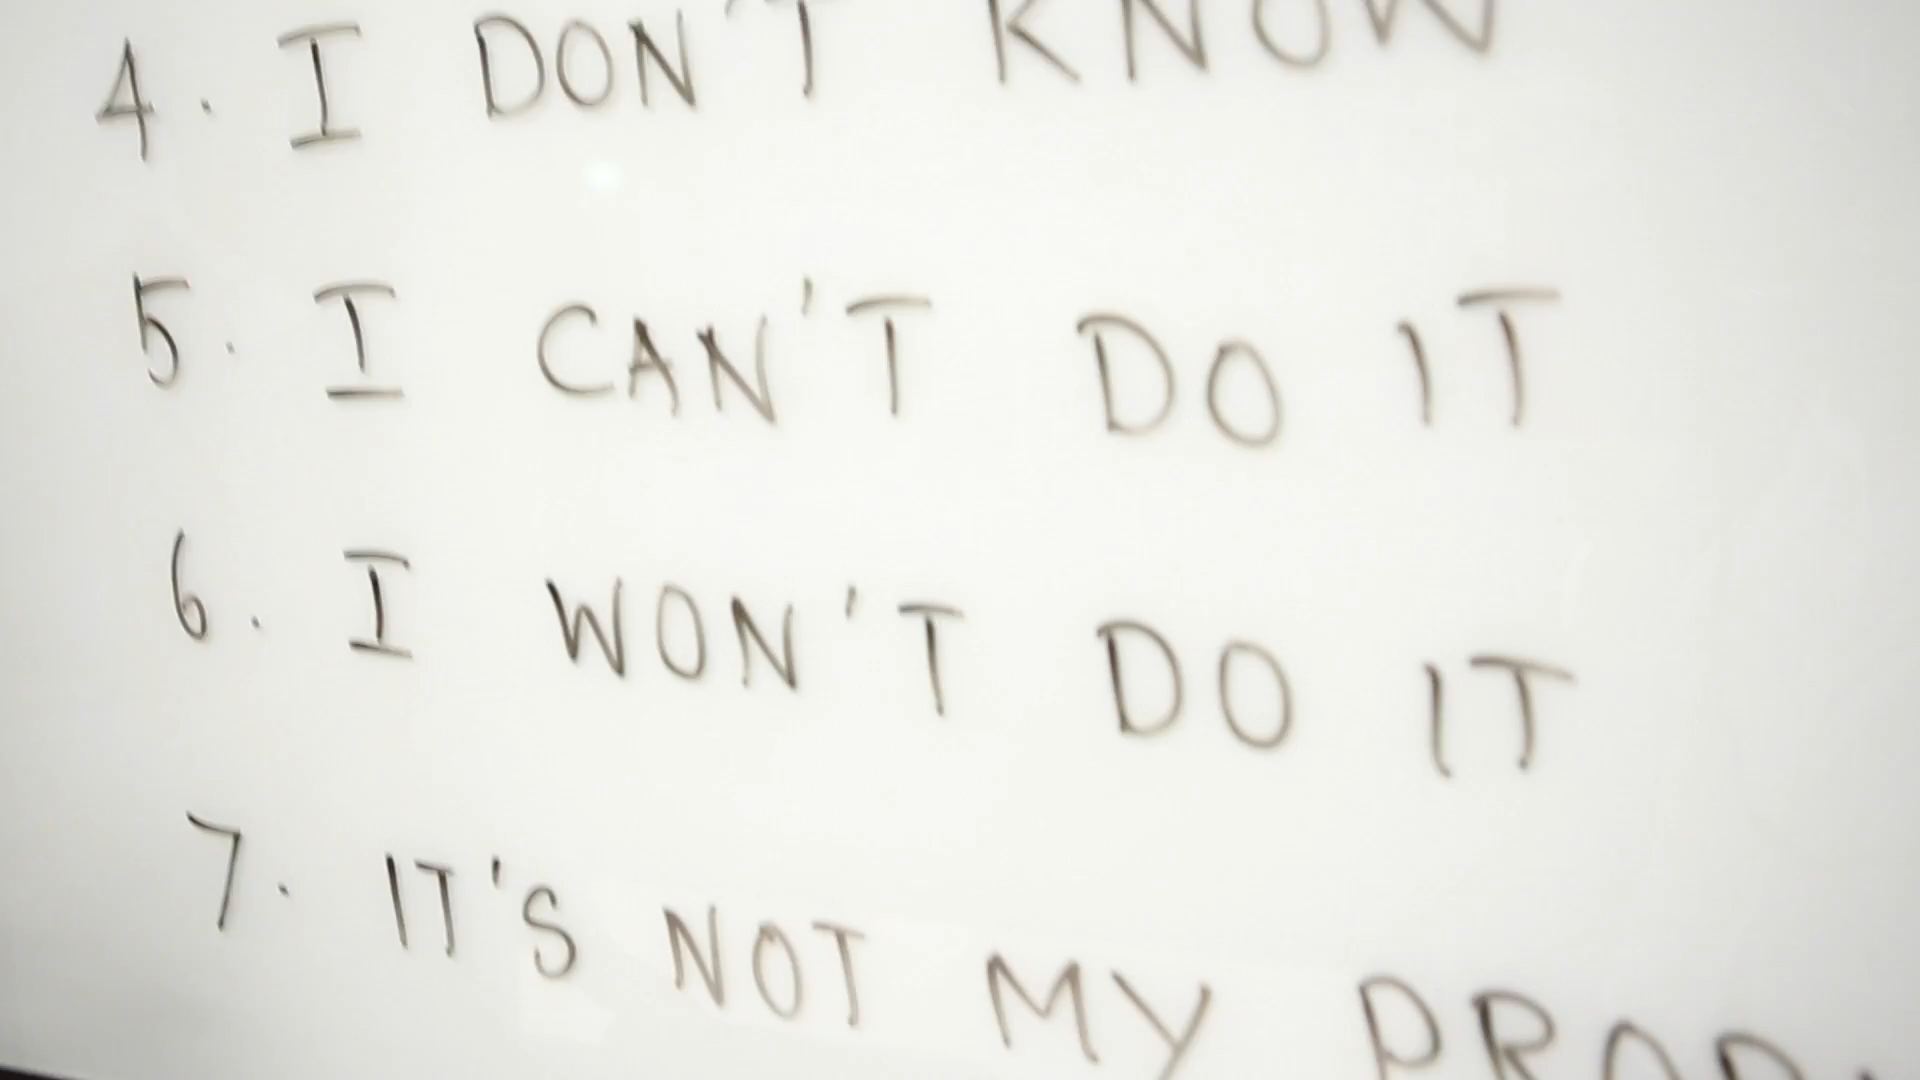 4. I DON'T KNOW
5. I CAN'T DO IT
6. I WON'T DO IT
7. IT'S NOT MY